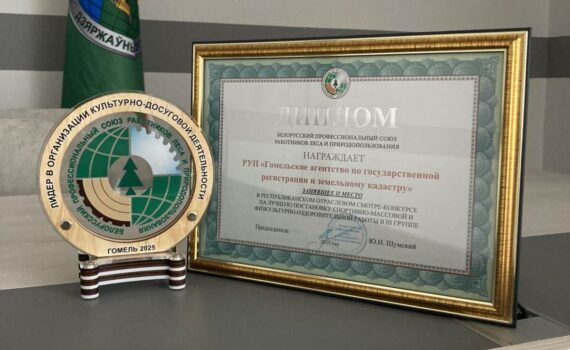 ДЗЯРЖАЎН
ЛИДЕР В ОРГАНИЗАЦИИ КУЛЬТУРНО-ДОСУГОВОЙ ДЕЯТЕЛЬНОСТИ
БЕЛОРУССКИЙ ПРОФЕССИОНАЛЬНЫЙ СОЮЗ РАБОТНИКОВ ЛЕСА И ПРИРОДОПОЛЬЗОВАНИЯ
ГОМЕЛЬ 2025
ДИПЛОМ
БЕЛОРУССКИЙ ПРОФЕССИОНАЛЬНЫЙ СОЮЗ
РАБОТНИКОВ ЛЕСА И ПРИРОДОПОЛЬЗОВАНИЯ
НАГРАЖДАЕТ
РУП «Гомельское агентство по государственной
регистрации и земельному кадастру»
ЗАНЯВШЕЕ II МЕСТО
В РЕСПУБЛИКАНСКОМ ОТРАСЛЕВОМ СМОТРЕ-КОНКУРСЕ
НА ЛУЧШУЮ ПОСТАНОВКУ СПОРТИВНО-МАССОВОЙ И
ФИЗКУЛЬТУРНО-ОЗДОРОВИТЕЛЬНОЙ РАБОТЫ В III ГРУППЕ
Председатель
Ю.Н. Шумский
2025 год